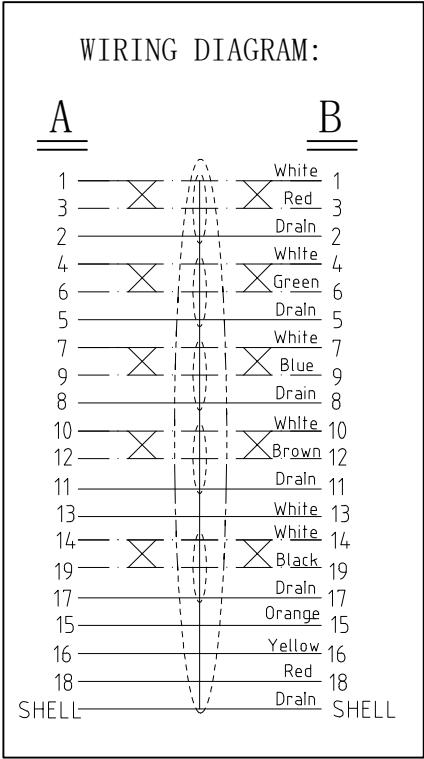 WIRING DIAGRAM:
A B
1 White 1
3 Red 3
2 Drain 2
4 White 4
6 Green 6
5 Drain 5
7 White 7
9 Blue 9
8 Drain 8
10 White 10
12 Brown 12
11 Drain 11
13 White 13
14 White 14
19 Black 19
17 Drain 17
15 Orange 15
16 Yellow 16
18 Red 18
SHELL Drain SHELL